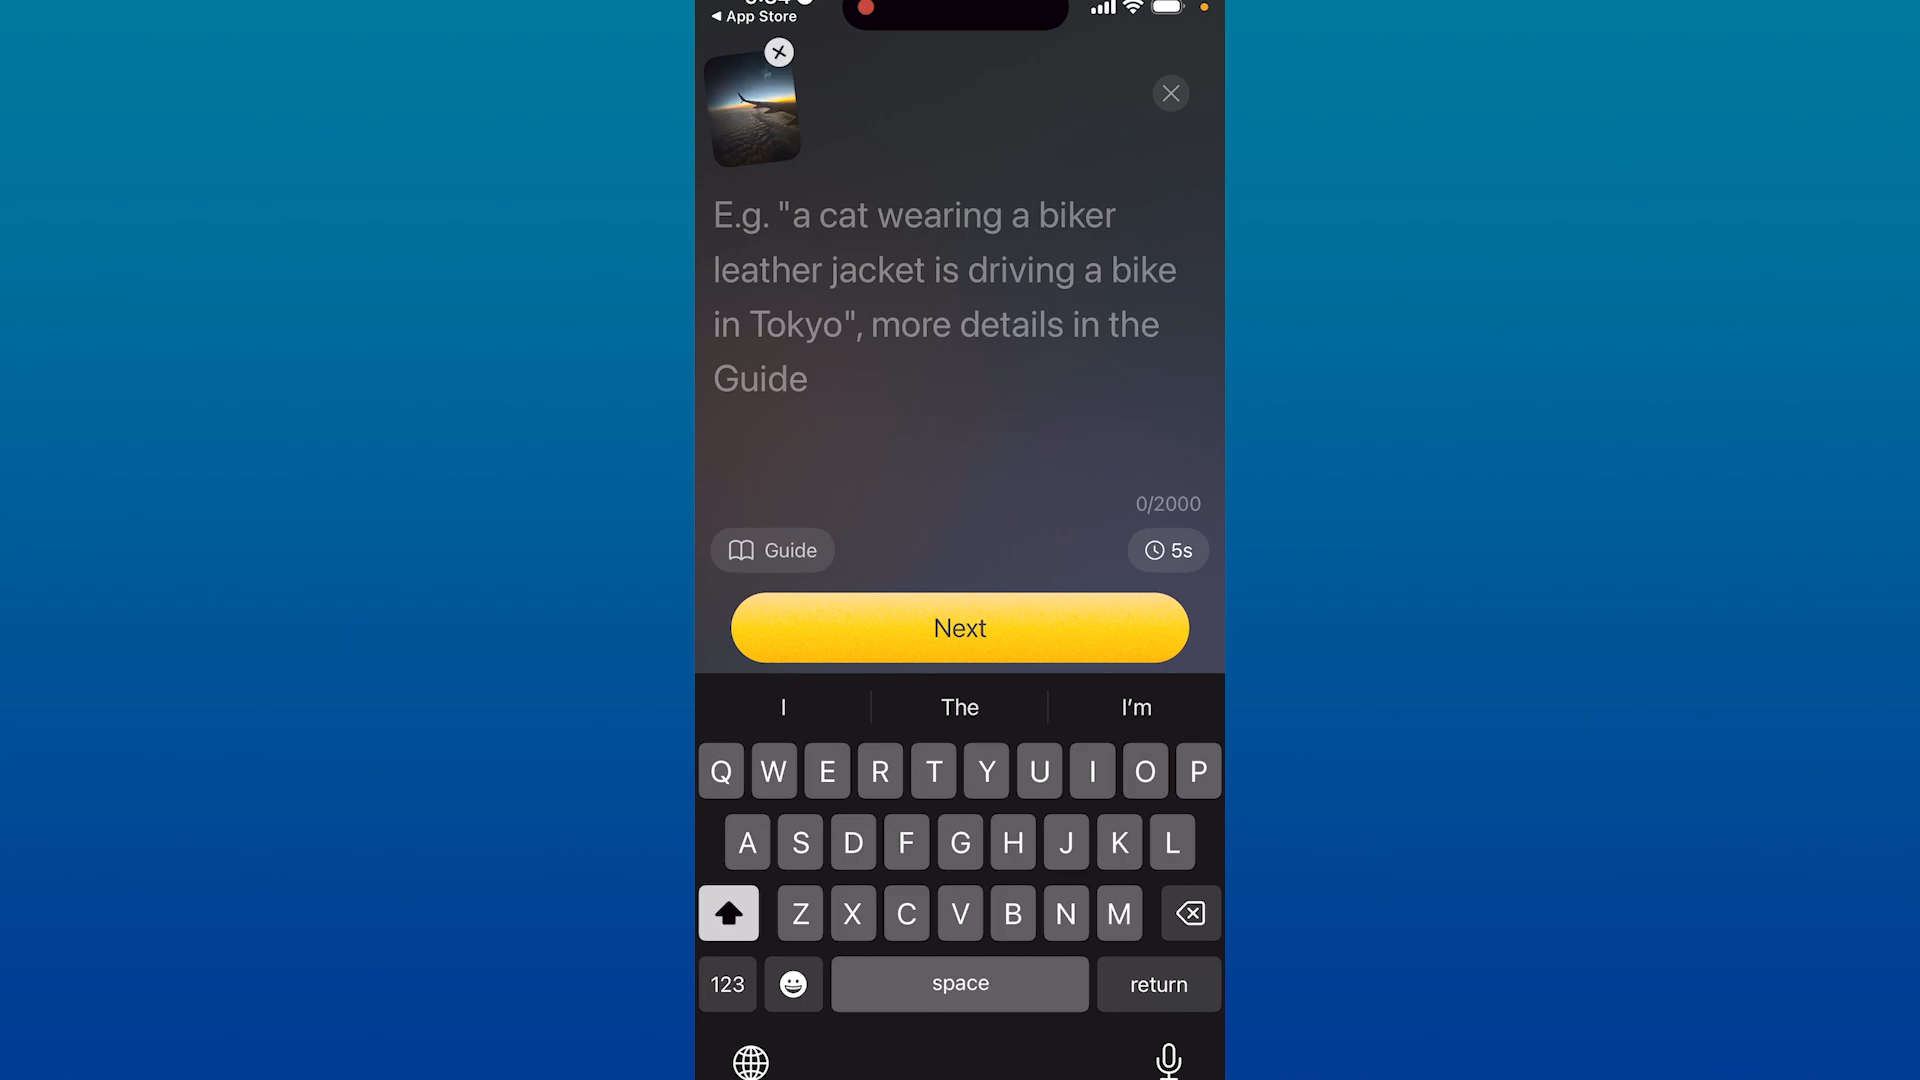 App Store
E.g. "a cat wearing a biker
leather jacket is driving a bike
in Tokyo", more details in the
Guide
0/2000
Guide
5s
Next
I
The
I'm
Q W E R T Y U I O P
A S D F G H J K L
Z X C V B N M
123
space
return